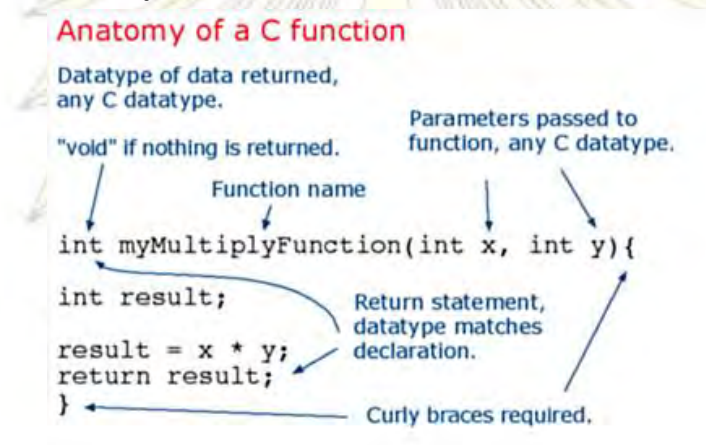 Anatomy of a C function
Datatype of data returned,
any C datatype.
"void" if nothing is returned.
Parameters passed to
function, any C datatype.
Function name
int myMultiplyFunction(int x, int y){
int result;
result = x * y;
return result;
}
Return statement,
datatype matches
declaration.
Curly braces required.